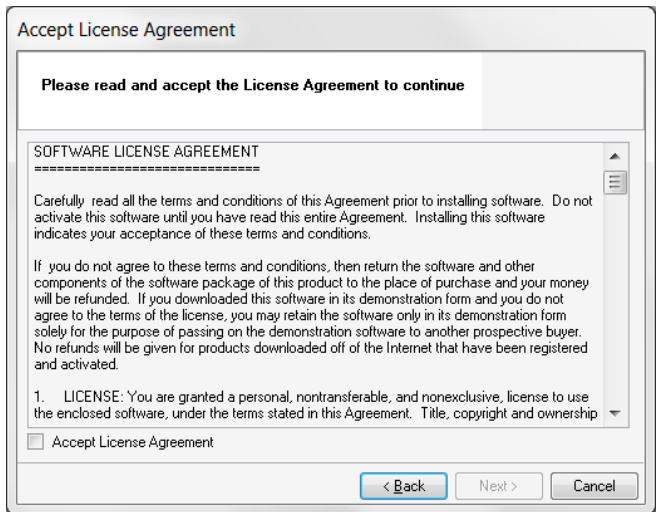 Accept License Agreement
Please read and accept the License Agreement to continue
SOFTWARE LICENSE AGREEMENT
==============================
Carefully  read all the terms and conditions of this Agreement prior to installing software.  Do not
activate this software until you have read this entire Agreement.  Installing this software
indicates your acceptance of these terms and conditions.
If  you do not agree to these terms and conditions, then return the software and other
components of the software package of this product to the place of purchase and your money
will be refunded.  If you downloaded this software in its demonstration form and you do not
agree to the terms of the license, you may retain the software only in its demonstration form
solely for the purpose of passing on the demonstration software to another prospective buyer.
No refunds will be given for products downloaded off of the Internet that have been registered
and activated.
1.    LICENSE: You are granted a personal, nontransferable, and nonexclusive, license to use
the enclosed software, under the terms stated in this Agreement.  Title, copyright and ownership
Accept License Agreement
< Back
Next >
Cancel